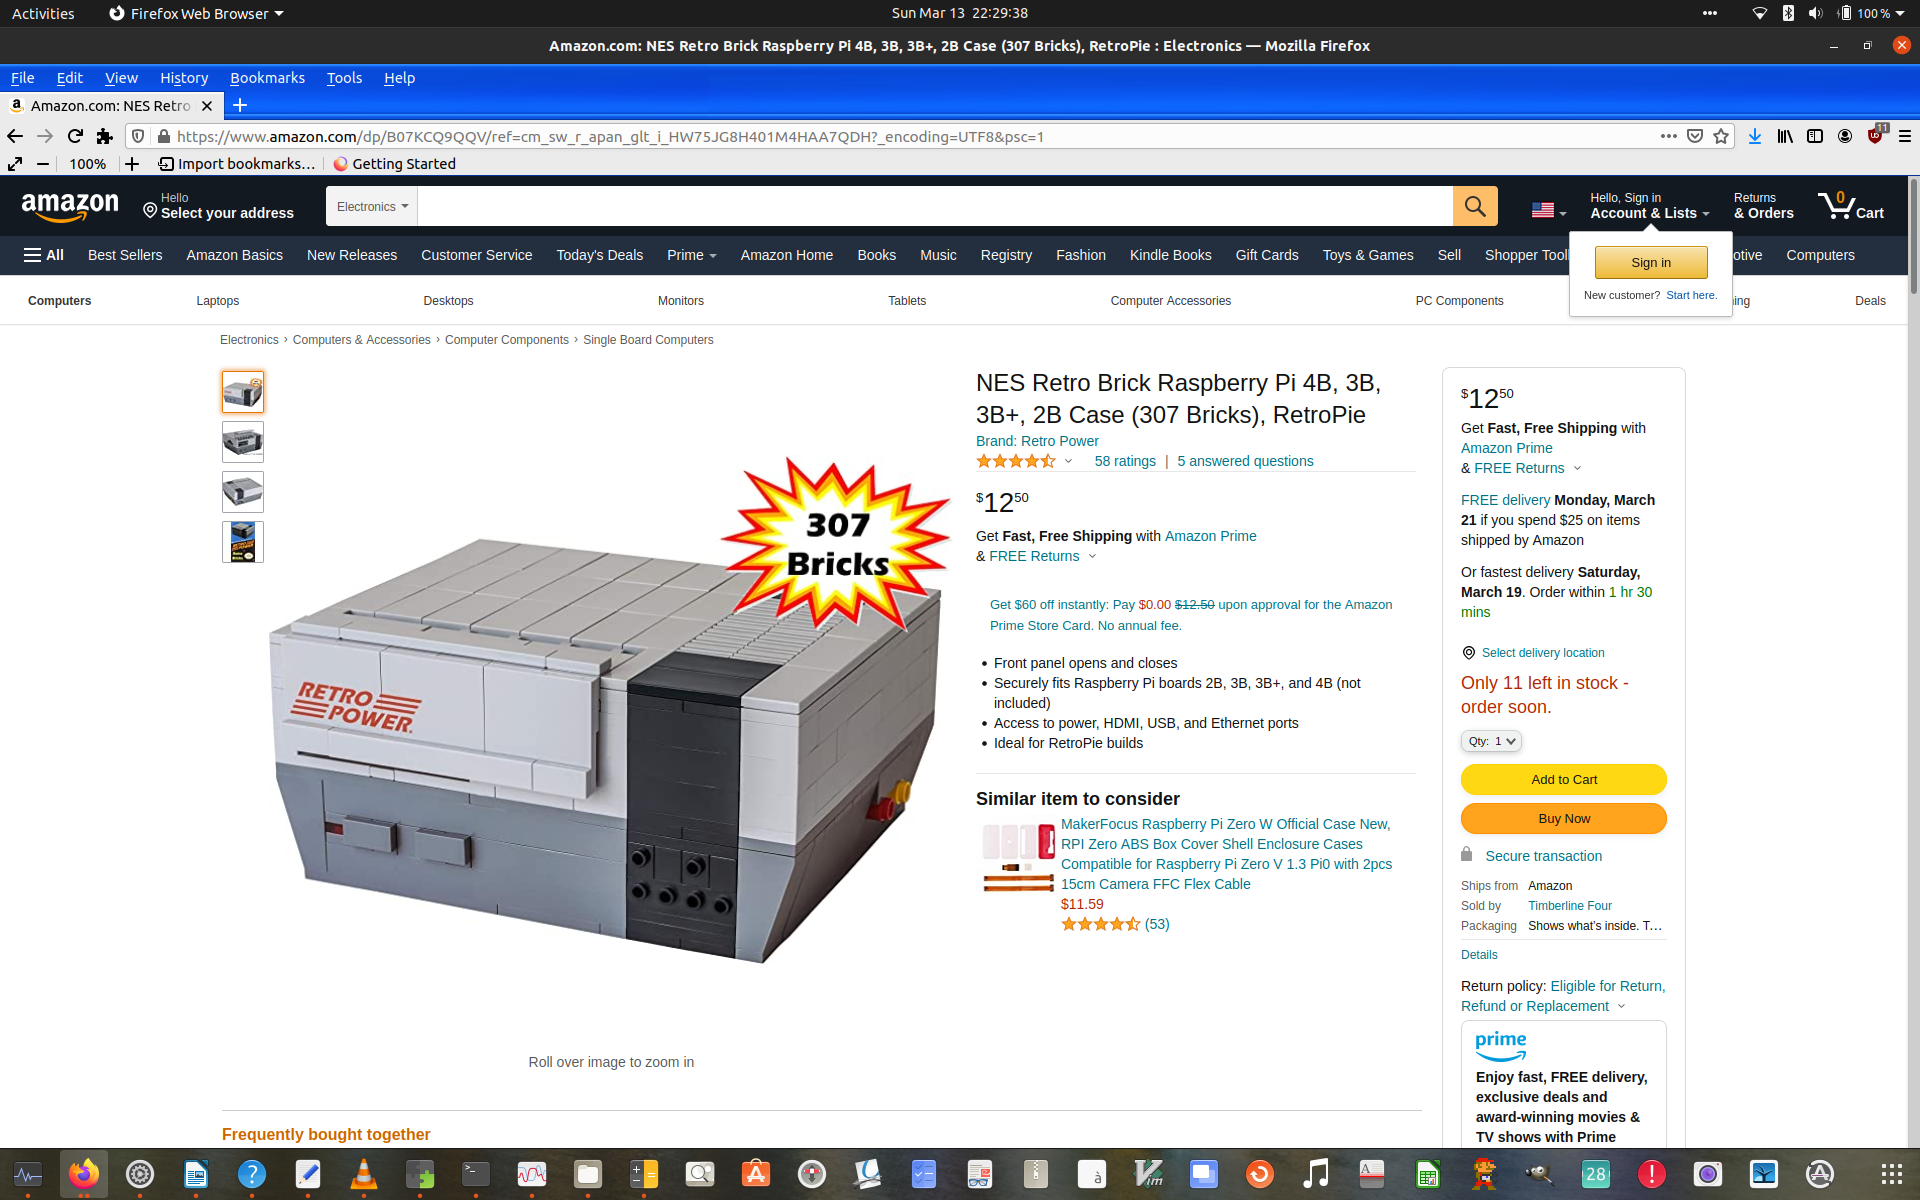 Activities
Firefox Web Browser
Sun Mar 13 22:29:38
100 %
Amazon.com: NES Retro Brick Raspberry Pi 4B, 3B, 3B+, 2B Case (307 Bricks), RetroPie : Electronics — Mozilla Firefox
File Edit View History Bookmarks Tools Help
Amazon.com: NES Retro
https://www.amazon.com/dp/B07KCQ9QQV/ref=cm_sw_r_apan_glt_i_HW75JG8H401M4HAA7QDH?_encoding=UTF8&psc=1
11
100%
Import bookmarks…
Getting Started
amazon
Hello
Select your address
Electronics
Hello, Sign in
Account & Lists
Returns
& Orders
0
Cart
All Best Sellers Amazon Basics New Releases Customer Service Today's Deals Prime Amazon Home Books Music Registry Fashion Kindle Books Gift Cards Toys & Games Sell Shopper Tool otive Computers
Sign in
New customer? Start here.
Computers Laptops Desktops Monitors Tablets Computer Accessories PC Components ing Deals
Electronics › Computers & Accessories › Computer Components › Single Board Computers
307
Bricks
RETRO
POWER.
Roll over image to zoom in
NES Retro Brick Raspberry Pi 4B, 3B,
3B+, 2B Case (307 Bricks), RetroPie
Brand: Retro Power
58 ratings | 5 answered questions
$12 50
Get Fast, Free Shipping with Amazon Prime
& FREE Returns
Get $60 off instantly: Pay $0.00 $12.50 upon approval for the Amazon
Prime Store Card. No annual fee.
• Front panel opens and closes
• Securely fits Raspberry Pi boards 2B, 3B, 3B+, and 4B (not
included)
• Access to power, HDMI, USB, and Ethernet ports
• Ideal for RetroPie builds
Similar item to consider
MakerFocus Raspberry Pi Zero W Official Case New,
RPI Zero ABS Box Cover Shell Enclosure Cases
Compatible for Raspberry Pi Zero V 1.3 Pi0 with 2pcs
15cm Camera FFC Flex Cable
$11.59
(53)
$12 50
Get Fast, Free Shipping with
Amazon Prime
& FREE Returns
FREE delivery Monday, March
21 if you spend $25 on items
shipped by Amazon
Or fastest delivery Saturday,
March 19. Order within 1 hr 30
mins
Select delivery location
Only 11 left in stock -
order soon.
Qty: 1
Add to Cart
Buy Now
Secure transaction
Ships from Amazon
Sold by Timberline Four
Packaging Shows what's inside. T…
Details
Return policy: Eligible for Return,
Refund or Replacement
prime
Enjoy fast, FREE delivery,
exclusive deals and
award-winning movies &
TV shows with Prime
Frequently bought together
28